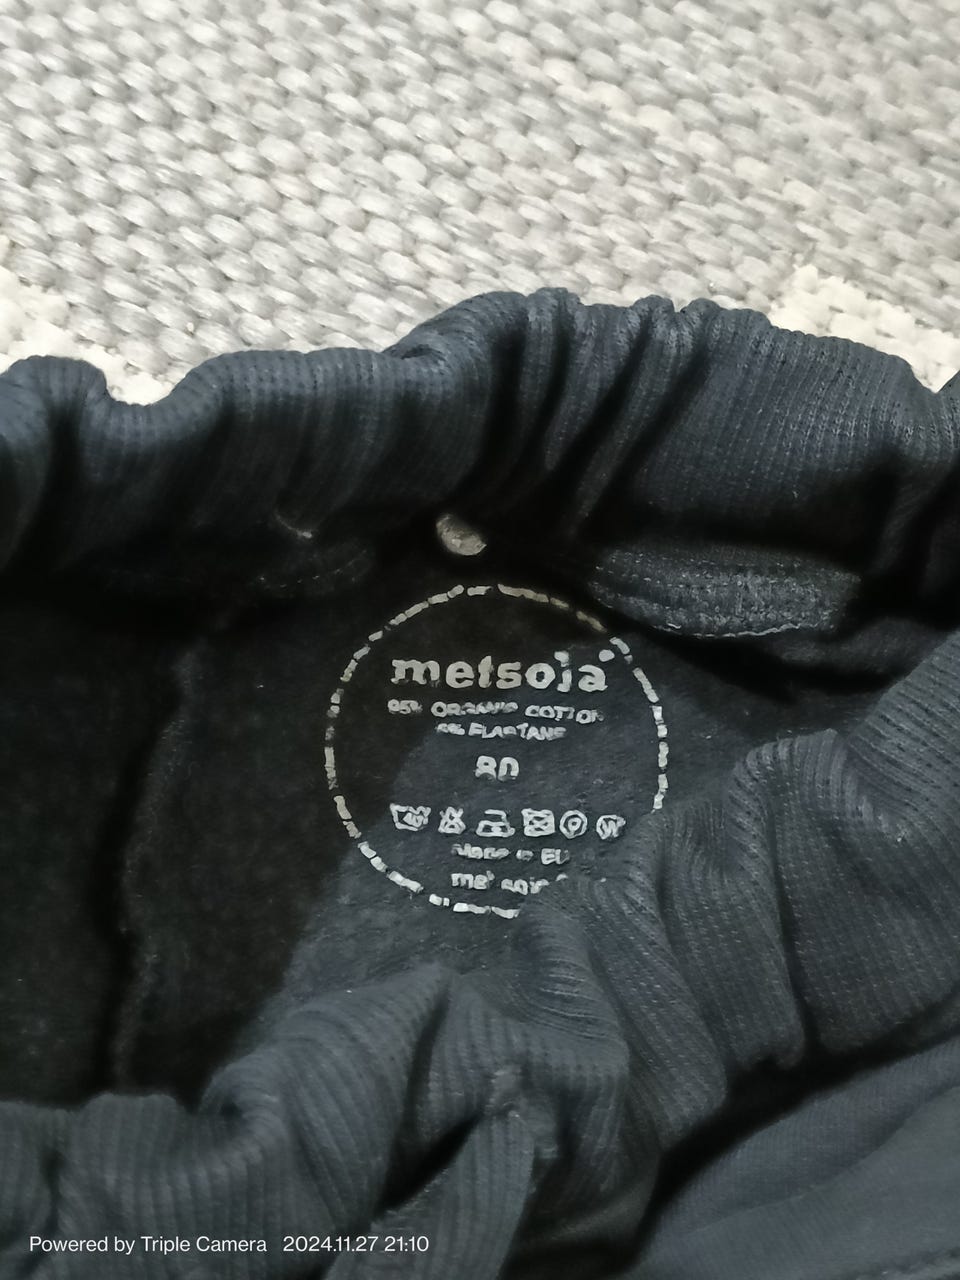 metsola
95% ORGANIC COTTON
5% ELASTANE
80
Made in EU
Powered by Triple Camera 2024.11.27 21:10